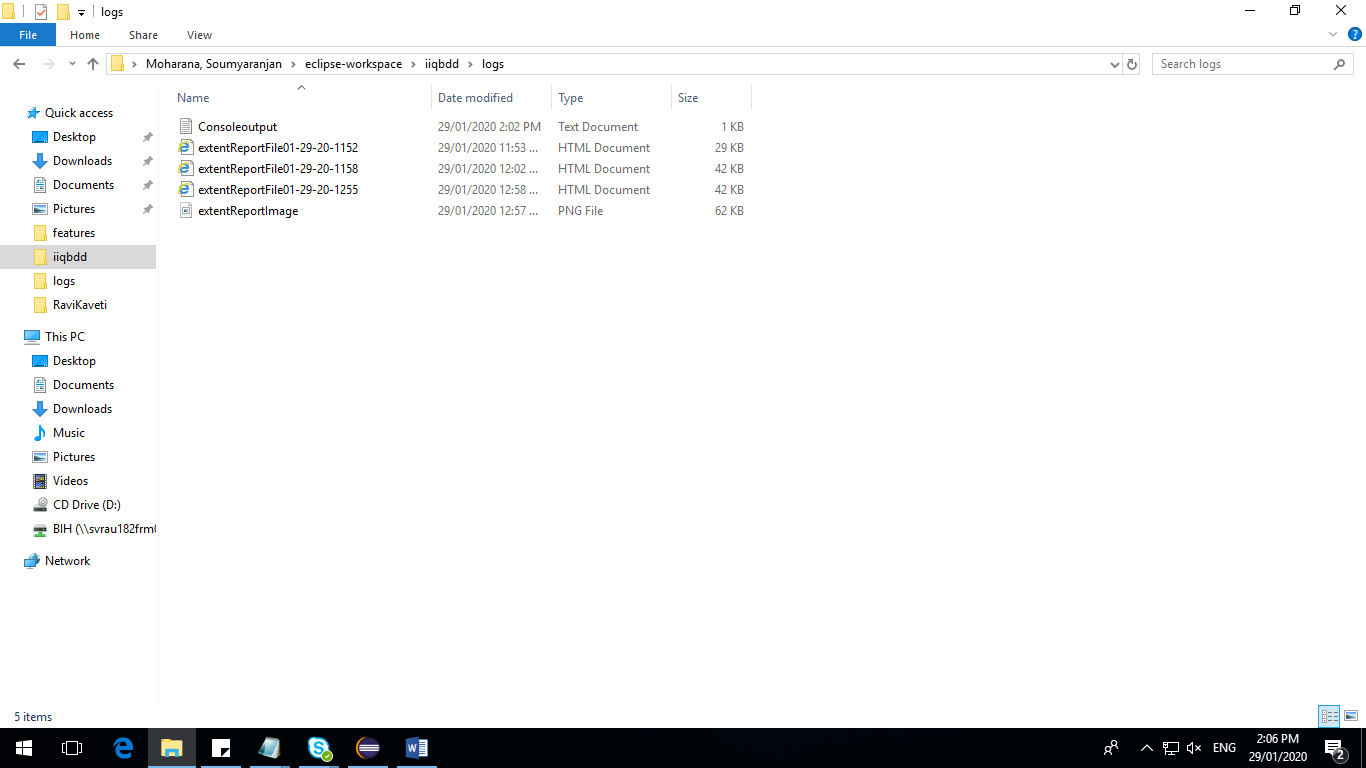 logs
File Home Share View
Moharana, Soumyaranjan eclipse-workspace iiqbdd logs
Search logs
Name Date modified Type Size
Consoleoutput 29/01/2020 2:02 PM Text Document 1 KB
extentReportFile01-29-20-1152 29/01/2020 11:53 ... HTML Document 29 KB
extentReportFile01-29-20-1158 29/01/2020 12:02 ... HTML Document 42 KB
extentReportFile01-29-20-1255 29/01/2020 12:58 ... HTML Document 42 KB
extentReportImage 29/01/2020 12:57 ... PNG File 62 KB
Quick access
Desktop
Downloads
Documents
Pictures
features
iiqbdd
logs
RaviKaveti
This PC
Desktop
Documents
Downloads
Music
Pictures
Videos
CD Drive (D:)
BIH (\\svrau182frm
Network
5 items
ENG
2:06 PM
29/01/2020
2